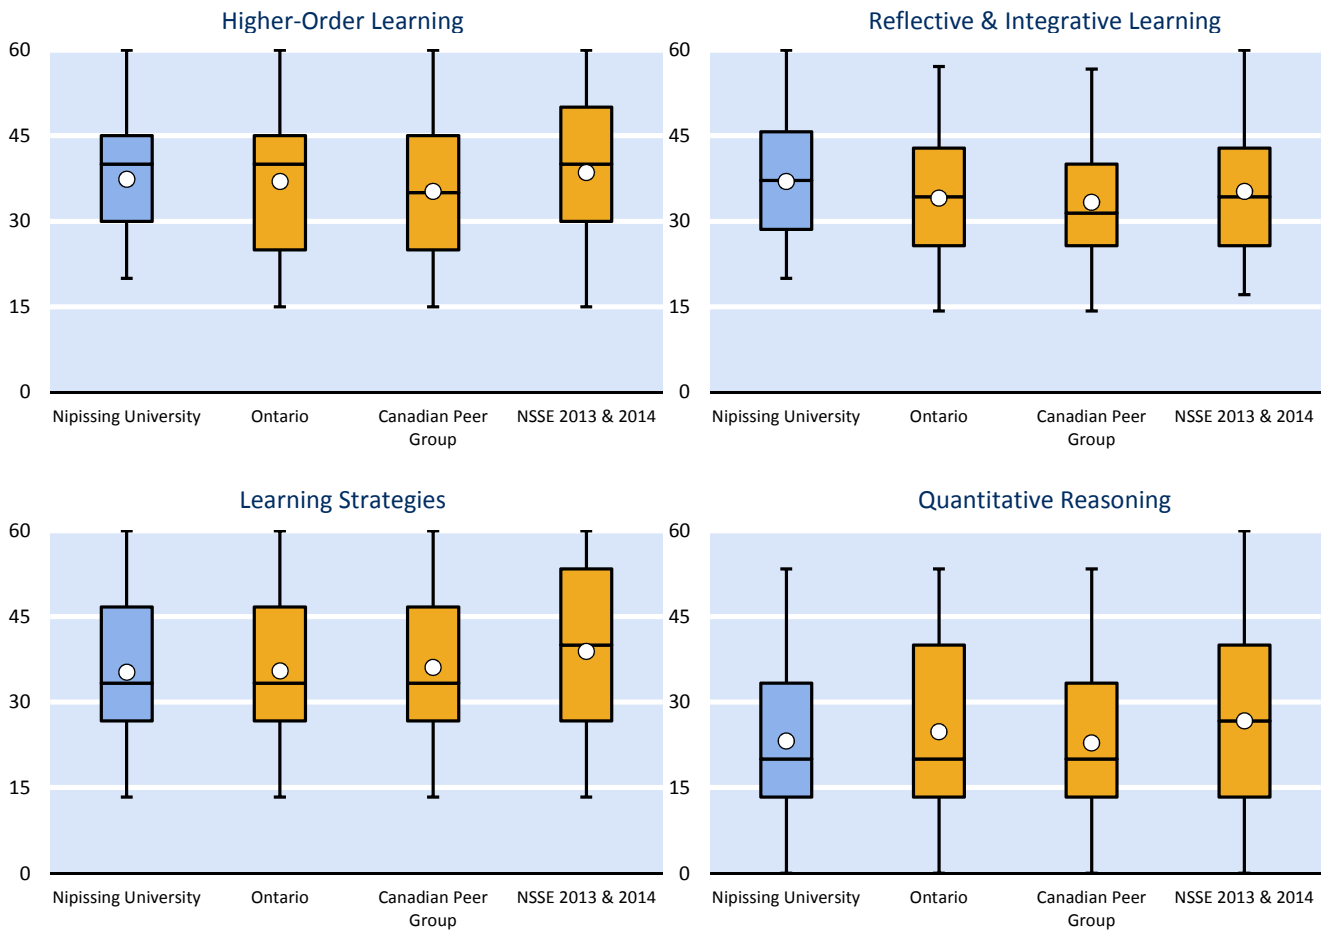 Higher-Order Learning
60
45
30
15
0
Nipissing University Ontario Canadian Peer NSSE 2013 & 2014
Group
Reflective & Integrative Learning
60
45
30
15
0
Nipissing University Ontario Canadian Peer NSSE 2013 & 2014
Group
Learning Strategies
60
45
30
15
0
Nipissing University Ontario Canadian Peer NSSE 2013 & 2014
Group
Quantitative Reasoning
60
45
30
15
0
Nipissing University Ontario Canadian Peer NSSE 2013 & 2014
Group